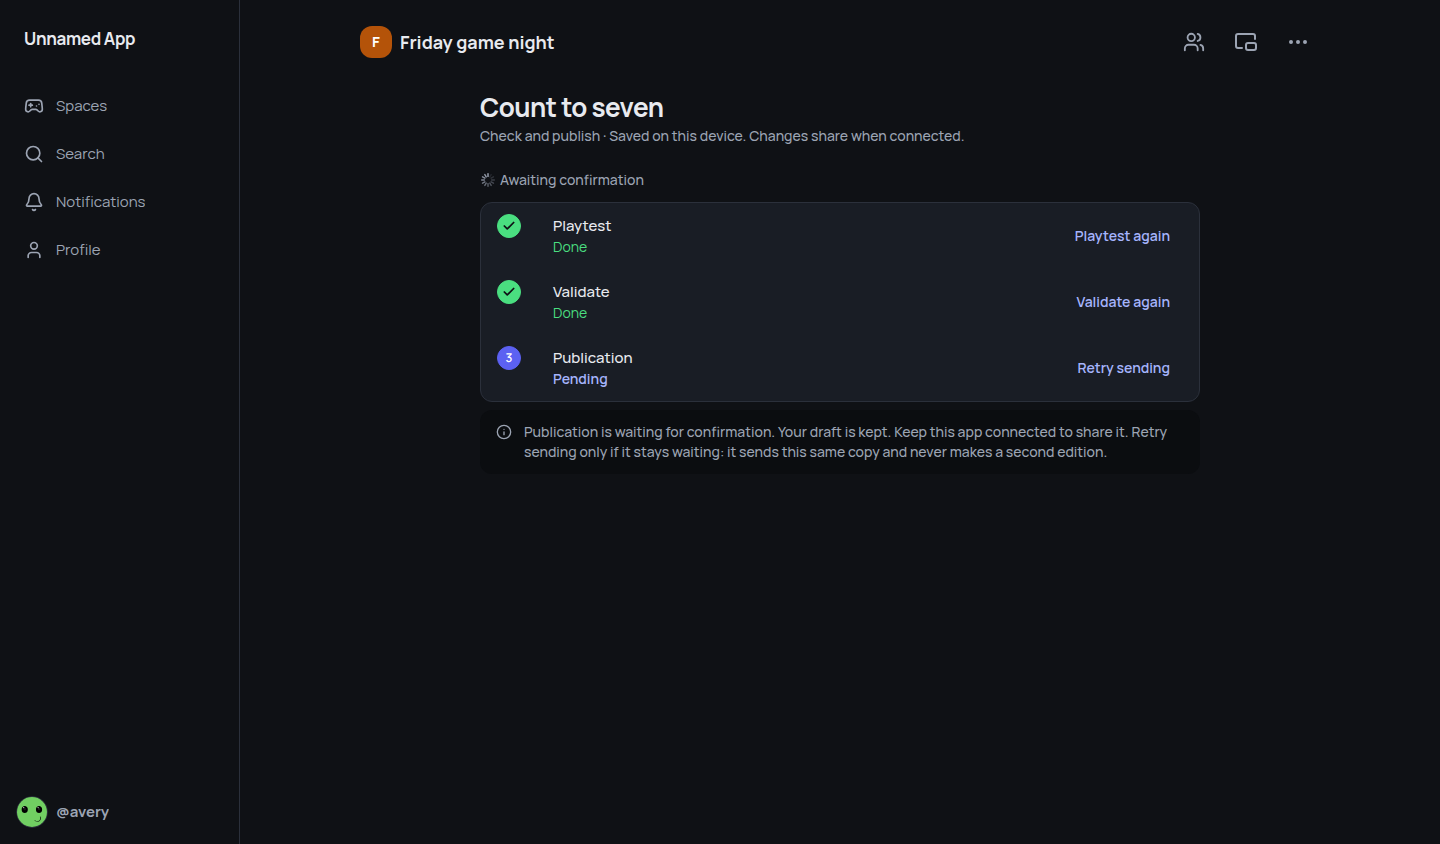 Unnamed App
Spaces
Search
Notifications
Profile
@avery
F
Friday game night
Count to seven
Check and publish · Saved on this device. Changes share when connected.
Awaiting confirmation
Playtest
Done
Playtest again
Validate
Done
Validate again
3
Publication
Pending
Retry sending
Publication is waiting for confirmation. Your draft is kept. Keep this app connected to share it. Retry
sending only if it stays waiting: it sends this same copy and never makes a second edition.